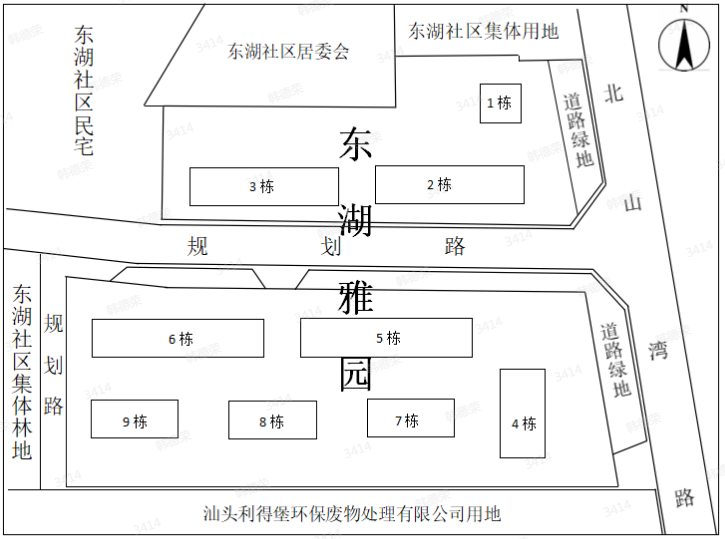 N
东湖社区民宅
东湖社区居委会
东湖社区集体用地
1栋
道路绿地
北山湾路
3栋
2栋
东湖雅园
规划路
东湖社区集体林地
规划路
6栋
5栋
道路绿地
9栋
8栋
7栋
4栋
汕头利得堡环保废物处理有限公司用地
韩德荣
3414